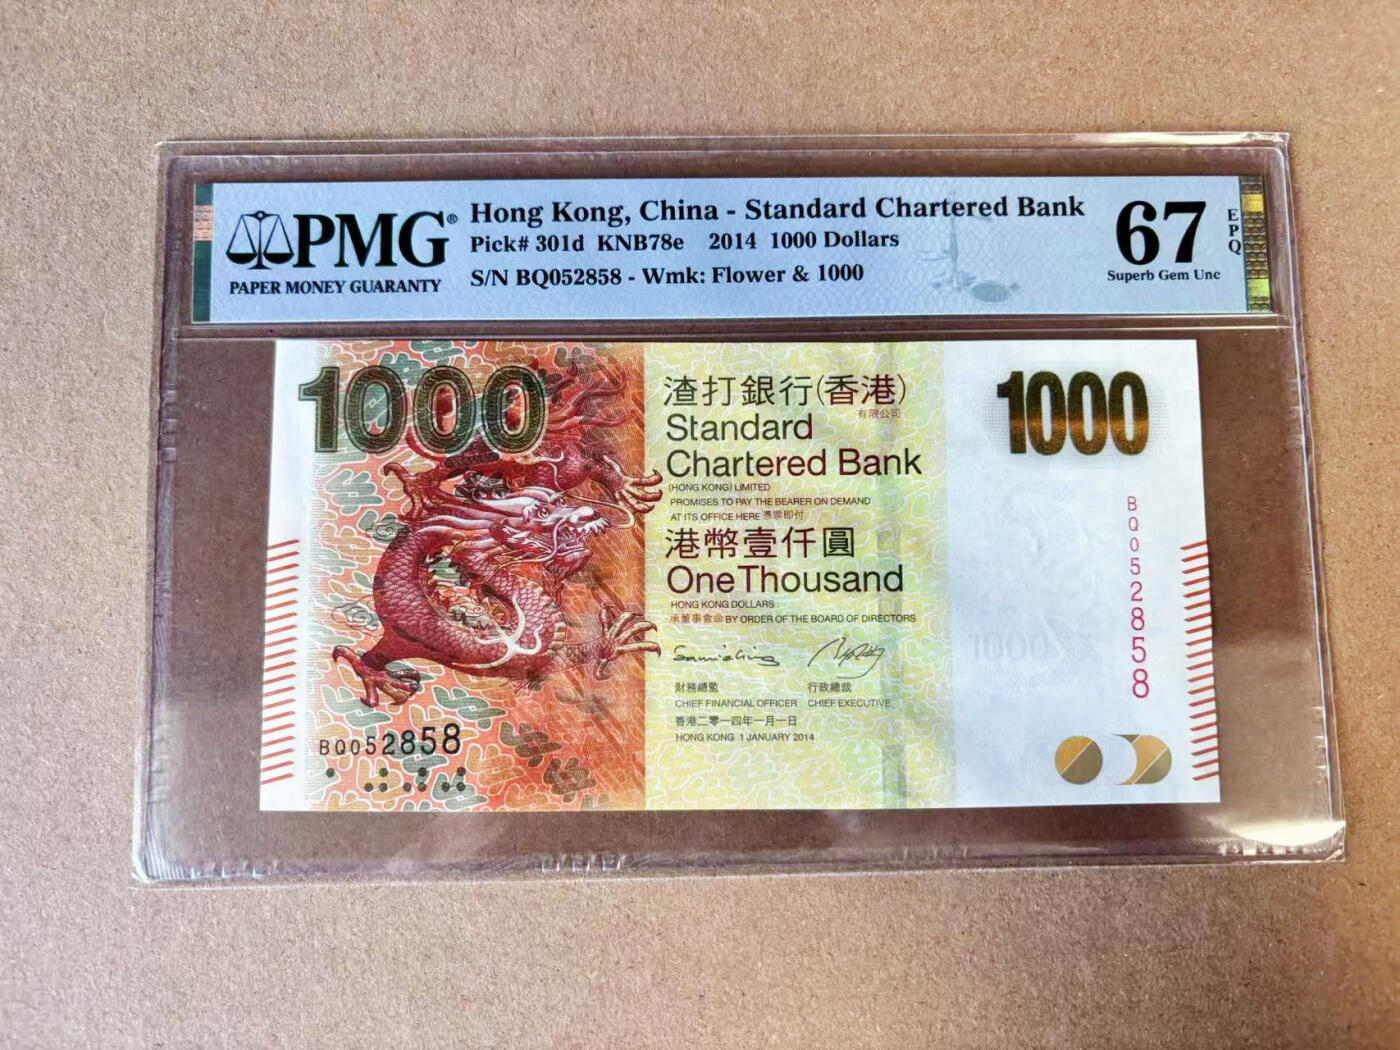 PMG®
PAPER MONEY GUARANTY
Hong Kong, China - Standard Chartered Bank
Pick# 301d KNB78e 2014 1000 Dollars
S/N BQ052858 - Wmk: Flower & 1000
67
EPQ
Superb Gem Unc
1000
渣打銀行(香港)
有限公司
Standard
Chartered Bank
(HONG KONG) LIMITED
PROMISES TO PAY THE BEARER ON DEMAND
AT ITS OFFICE HERE 憑票即付
港幣壹仟圓
One Thousand
HONG KONG DOLLARS
承董事會命 BY ORDER OF THE BOARD OF DIRECTORS
財務總監 行政總裁
CHIEF FINANCIAL OFFICER CHIEF EXECUTIVE
香港二零一四年一月一日
HONG KONG 1 JANUARY 2014
BQ052858
1000
BQ052858